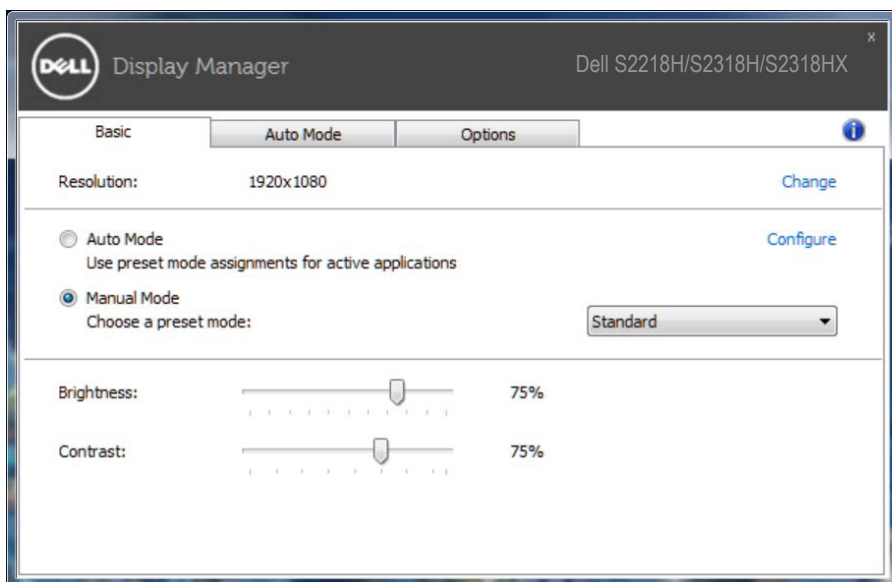 DELL Display Manager Dell S2218H/S2318H/S2318HX x
Basic Auto Mode Options i
Resolution: 1920x1080 Change
Auto Mode Configure
Use preset mode assignments for active applications
Manual Mode
Choose a preset mode: Standard
Brightness: 75%
Contrast: 75%